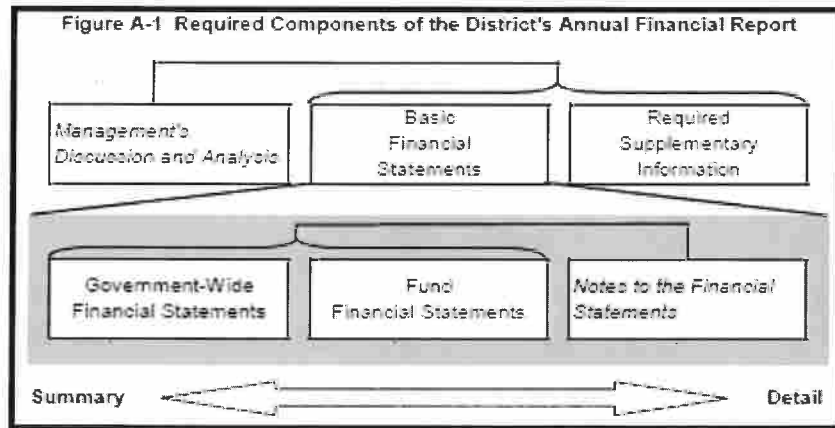 Figure A-1 Required Components of the District's Annual Financial Report
Management's
Discussion and Analysis
Basic
Financial
Statements
Required
Supplementary
Information
Government-Wide
Financial Statements
Fund
Financial Statements
Notes to the Financial
Statements
Summary
Detail